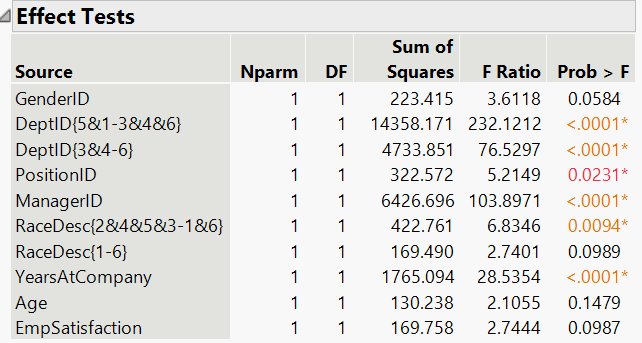 Effect Tests
Sum of
Source Nparm DF Squares F Ratio Prob > F
GenderID 1 1 223.415 3.6118 0.0584
DeptID{5&1-3&4&6} 1 1 14358.171 232.1212 <.0001*
DeptID{3&4-6} 1 1 4733.851 76.5297 <.0001*
PositionID 1 1 322.572 5.2149 0.0231*
ManagerID 1 1 6426.696 103.8971 <.0001*
RaceDesc{2&4&5&3-1&6} 1 1 422.761 6.8346 0.0094*
RaceDesc{1-6} 1 1 169.490 2.7401 0.0989
YearsAtCompany 1 1 1765.094 28.5354 <.0001*
Age 1 1 130.238 2.1055 0.1479
EmpSatisfaction 1 1 169.758 2.7444 0.0987